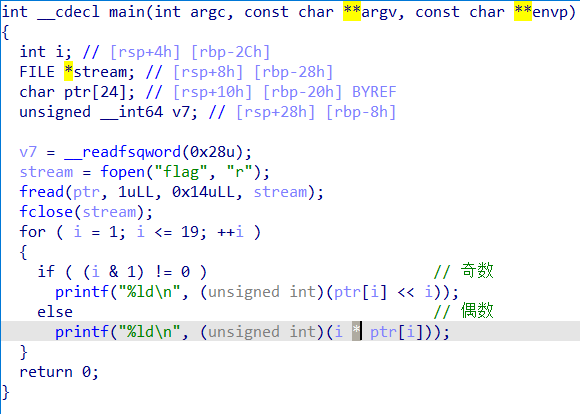 int __cdecl main(int argc, const char **argv, const char **envp)
{
  int i; // [rsp+4h] [rbp-2Ch]
  FILE *stream; // [rsp+8h] [rbp-28h]
  char ptr[24]; // [rsp+10h] [rbp-20h] BYREF
  unsigned __int64 v7; // [rsp+28h] [rbp-8h]

  v7 = __readfsqword(0x28u);
  stream = fopen("flag", "r");
  fread(ptr, 1uLL, 0x14uLL, stream);
  fclose(stream);
  for ( i = 1; i <= 19; ++i )
  {
    if ( (i & 1) != 0 )                         // 奇数
      printf("%ld\n", (unsigned int)(ptr[i] << i));
    else                                        // 偶数
      printf("%ld\n", (unsigned int)(i * ptr[i]));
  }
  return 0;
}